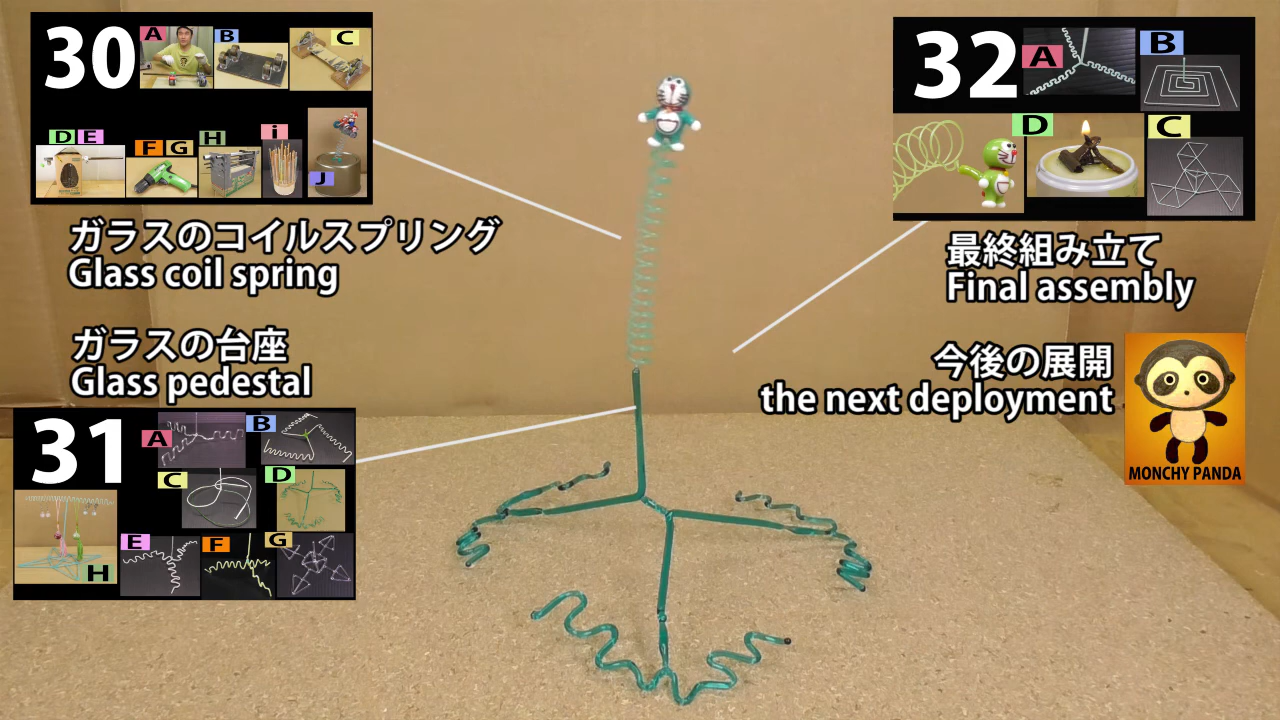 30
A
B
C
D
E
F
G
H
i
J
ガラスのコイルスプリング
Glass coil spring
ガラスの台座
Glass pedestal
31
A
B
C
D
E
F
G
H
32
A
B
D
C
最終組み立て
Final assembly
今後の展開
the next deployment
MONCHY PANDA